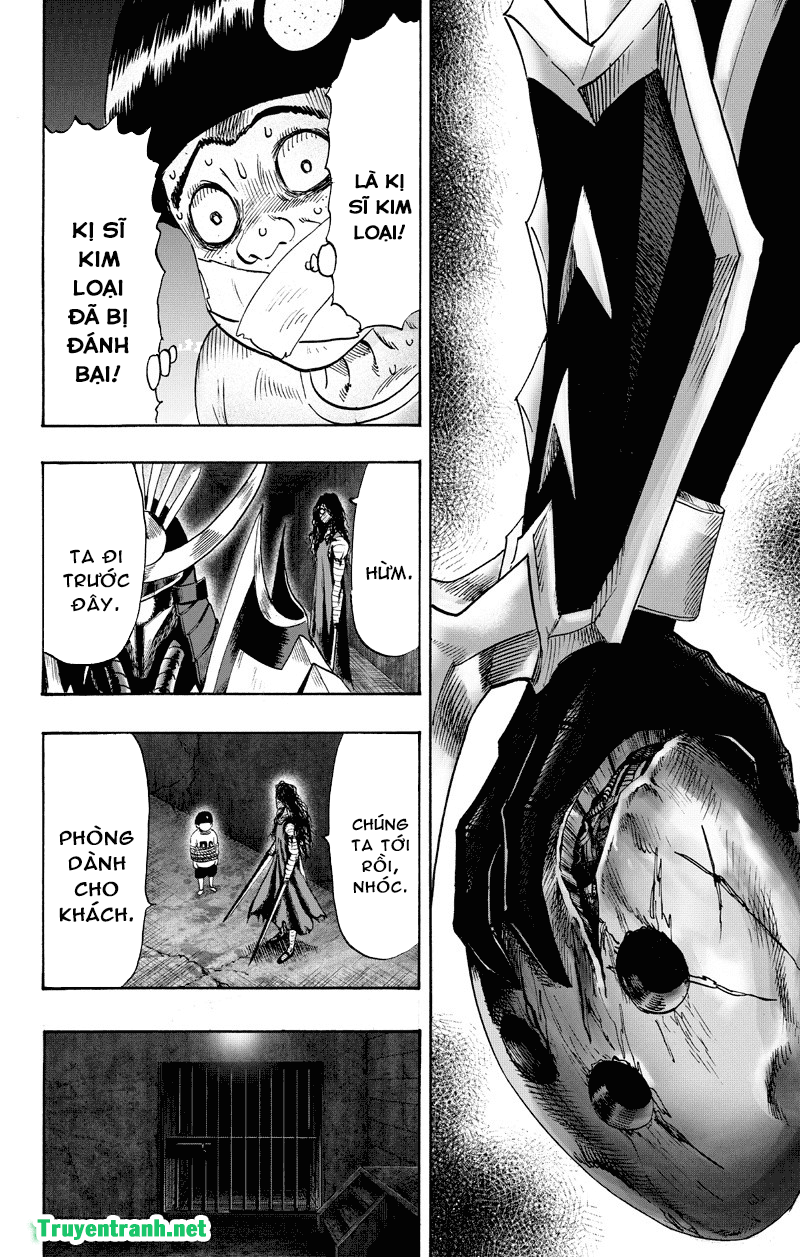 LÀ KỊ
SĨ KIM
LOẠI!
KỊ SĨ
KIM
LOẠI
ĐÃ BỊ
ĐÁNH
BẠI!
HỪM.
TA ĐI
TRƯỚC
ĐÂY.
CHÚNG
TA TỚI
RỒI,
NHÓC.
PHÒNG
DÀNH
CHO
KHÁCH.
Truyentranh.net